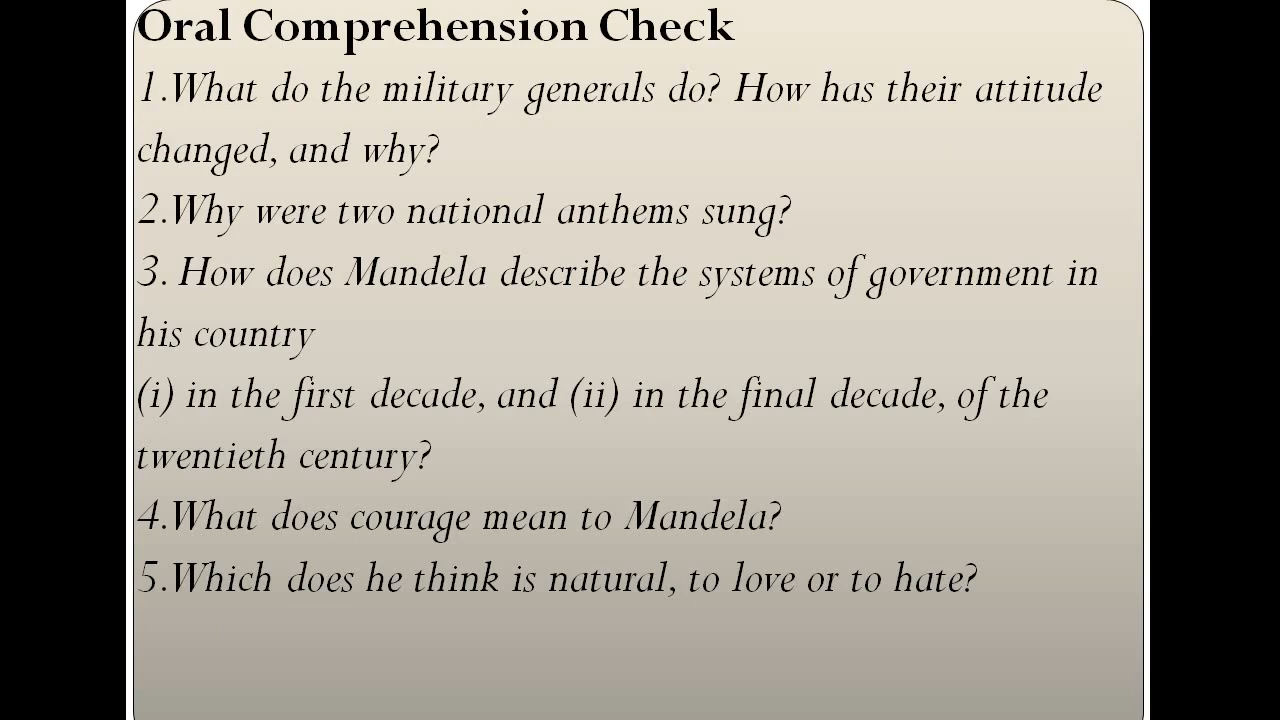 Oral Comprehension Check
1.What do the military generals do? How has their attitude
changed, and why?
2.Why were two national anthems sung?
3. How does Mandela describe the systems of government in
his country
(i) in the first decade, and (ii) in the final decade, of the
twentieth century?
4.What does courage mean to Mandela?
5.Which does he think is natural, to love or to hate?